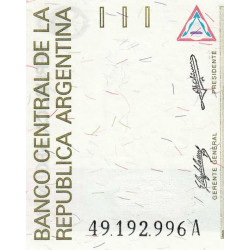 BANCO CENTRAL DE LA
REPUBLICA ARGENTINA
PRESIDENTE
GERENTE GENERAL
49.192.996 A